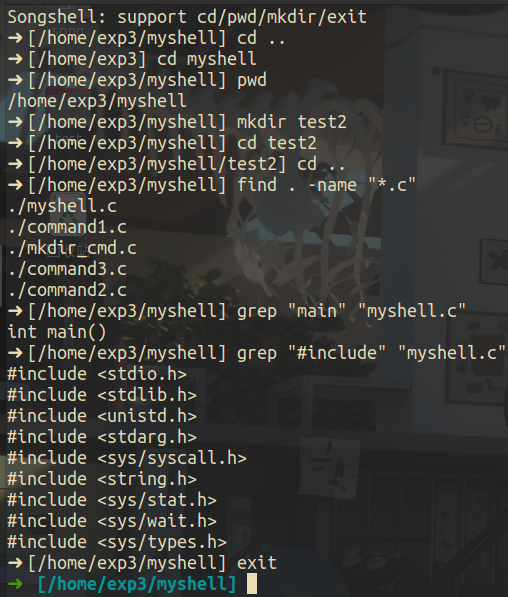 Songshell: support cd/pwd/mkdir/exit
➜ [/home/exp3/myshell] cd ..
➜ [/home/exp3] cd myshell
➜ [/home/exp3/myshell] pwd
/home/exp3/myshell
➜ [/home/exp3/myshell] mkdir test2
➜ [/home/exp3/myshell] cd test2
➜ [/home/exp3/myshell/test2] cd ..
➜ [/home/exp3/myshell] find . -name "*.c"
./myshell.c
./command1.c
./mkdir_cmd.c
./command3.c
./command2.c
➜ [/home/exp3/myshell] grep "main" "myshell.c"
int main()
➜ [/home/exp3/myshell] grep "#include" "myshell.c"
#include <stdio.h>
#include <stdlib.h>
#include <unistd.h>
#include <stdarg.h>
#include <sys/syscall.h>
#include <string.h>
#include <sys/stat.h>
#include <sys/wait.h>
#include <sys/types.h>
➜ [/home/exp3/myshell] exit
➜ [/home/exp3/myshell]